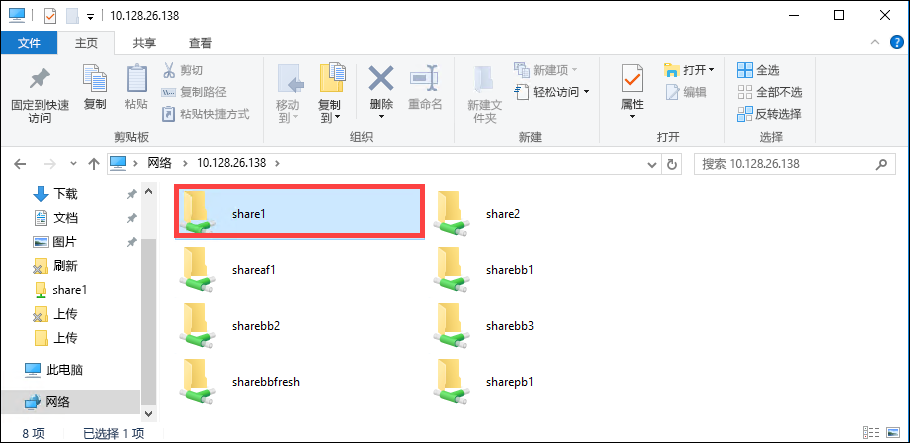 10.128.26.138
文件 主页 共享 查看
固定到快速访问
复制
粘贴
剪切
复制路径
粘贴快捷方式
剪贴板
移动到
复制到
删除
重命名
组织
新建文件夹
新建项
轻松访问
新建
属性
打开
编辑
打开
全选
全部不选
反转选择
选择
网络 10.128.26.138
搜索 10.128.26.138
下载
文档
图片
刷新
share1
上传
上传
此电脑
网络
share1
share2
shareaf1
sharebb1
sharebb2
sharebb3
sharebbfresh
sharepb1
8 项 已选择 1 项